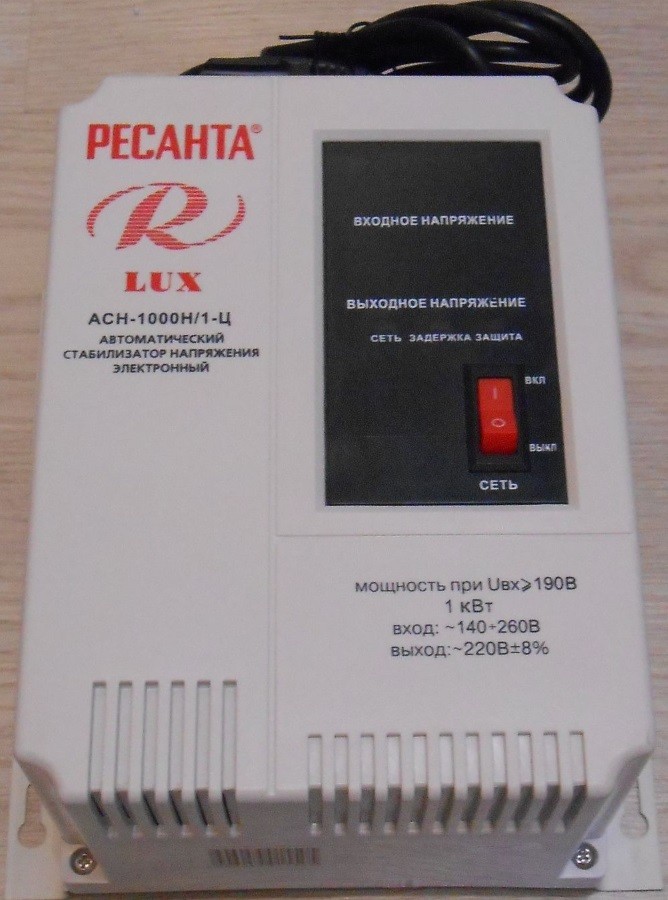 РЕСАНТА®
R
LUX
АСН-1000Н/1-Ц
АВТОМАТИЧЕСКИЙ
СТАБИЛИЗАТОР НАПРЯЖЕНИЯ
ЭЛЕКТРОННЫЙ
ВХОДНОЕ НАПРЯЖЕНИЕ
ВЫХОДНОЕ НАПРЯЖЕНИЕ
СЕТЬ ЗАДЕРЖКА ЗАЩИТА
ВКЛ
I
O
ВЫКЛ
СЕТЬ
мощность при Uвх⩾190В
1 кВт
вход: ~140÷260В
выход:~220В±8%